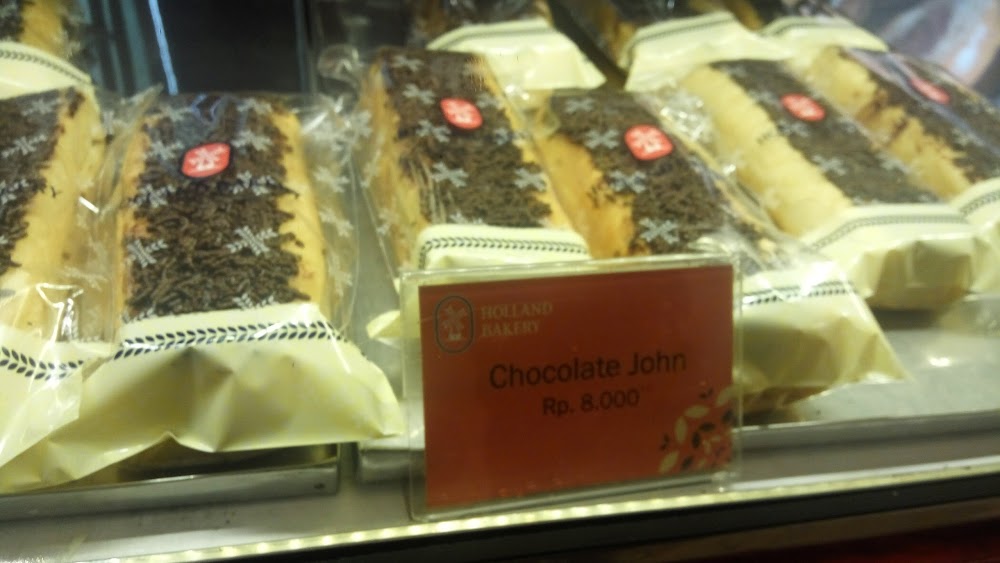 HOLLAND
BAKERY
Chocolate John
Rp. 8.000